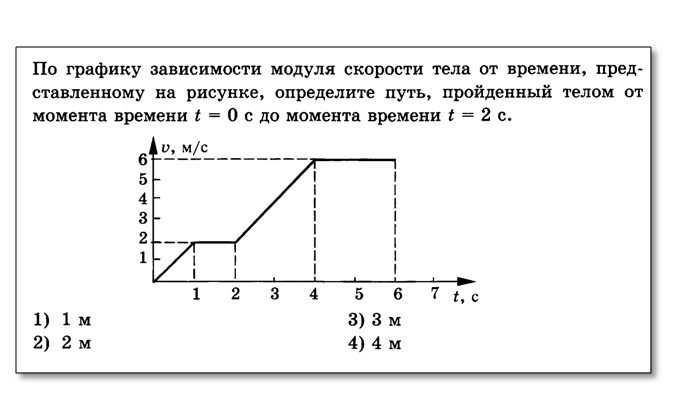 По графику зависимости модуля скорости тела от времени, пред-
ставленному на рисунке, определите путь, пройденный телом от
момента времени t = 0 с до момента времени t = 2 с.
v, м/с
6
5
4
3
2
1
1 2 3 4 5 6 7 t, с
1) 1 м
2) 2 м
3) 3 м
4) 4 м